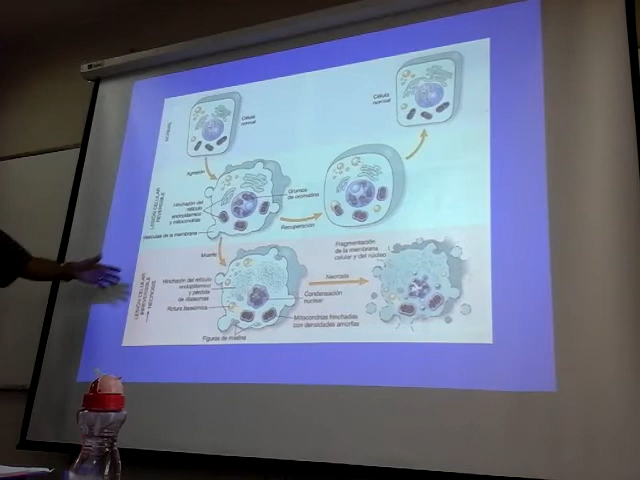 NORMAL
Célula
normal
Célula
normal
Agresión
LESIÓN CELULAR
REVERSIBLE
Hinchazón del
retículo
endoplásmico
y mitocondrias
Vesículas de la membrana
Grumos
de cromatina
Recuperación
Muerte
LESIÓN CELULAR
IRREVERSIBLE
NECROSIS
Hinchazón del retículo
endoplásmico
y pérdida
de ribosomas
Rotura lisosómica
Figuras de mielina
Fragmentación
de la membrana
celular y del núcleo
Necrosis
Condensación
nuclear
Mitocondrias hinchadas
con densidades amorfas